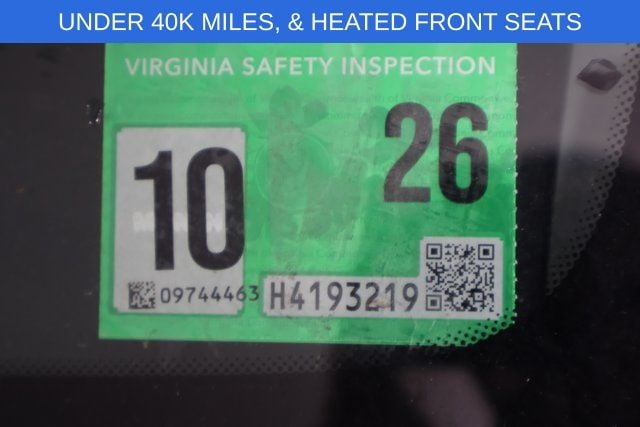 UNDER 40K MILES, & HEATED FRONT SEATS
VIRGINIA SAFETY INSPECTION
10
26
09744463
H4193219